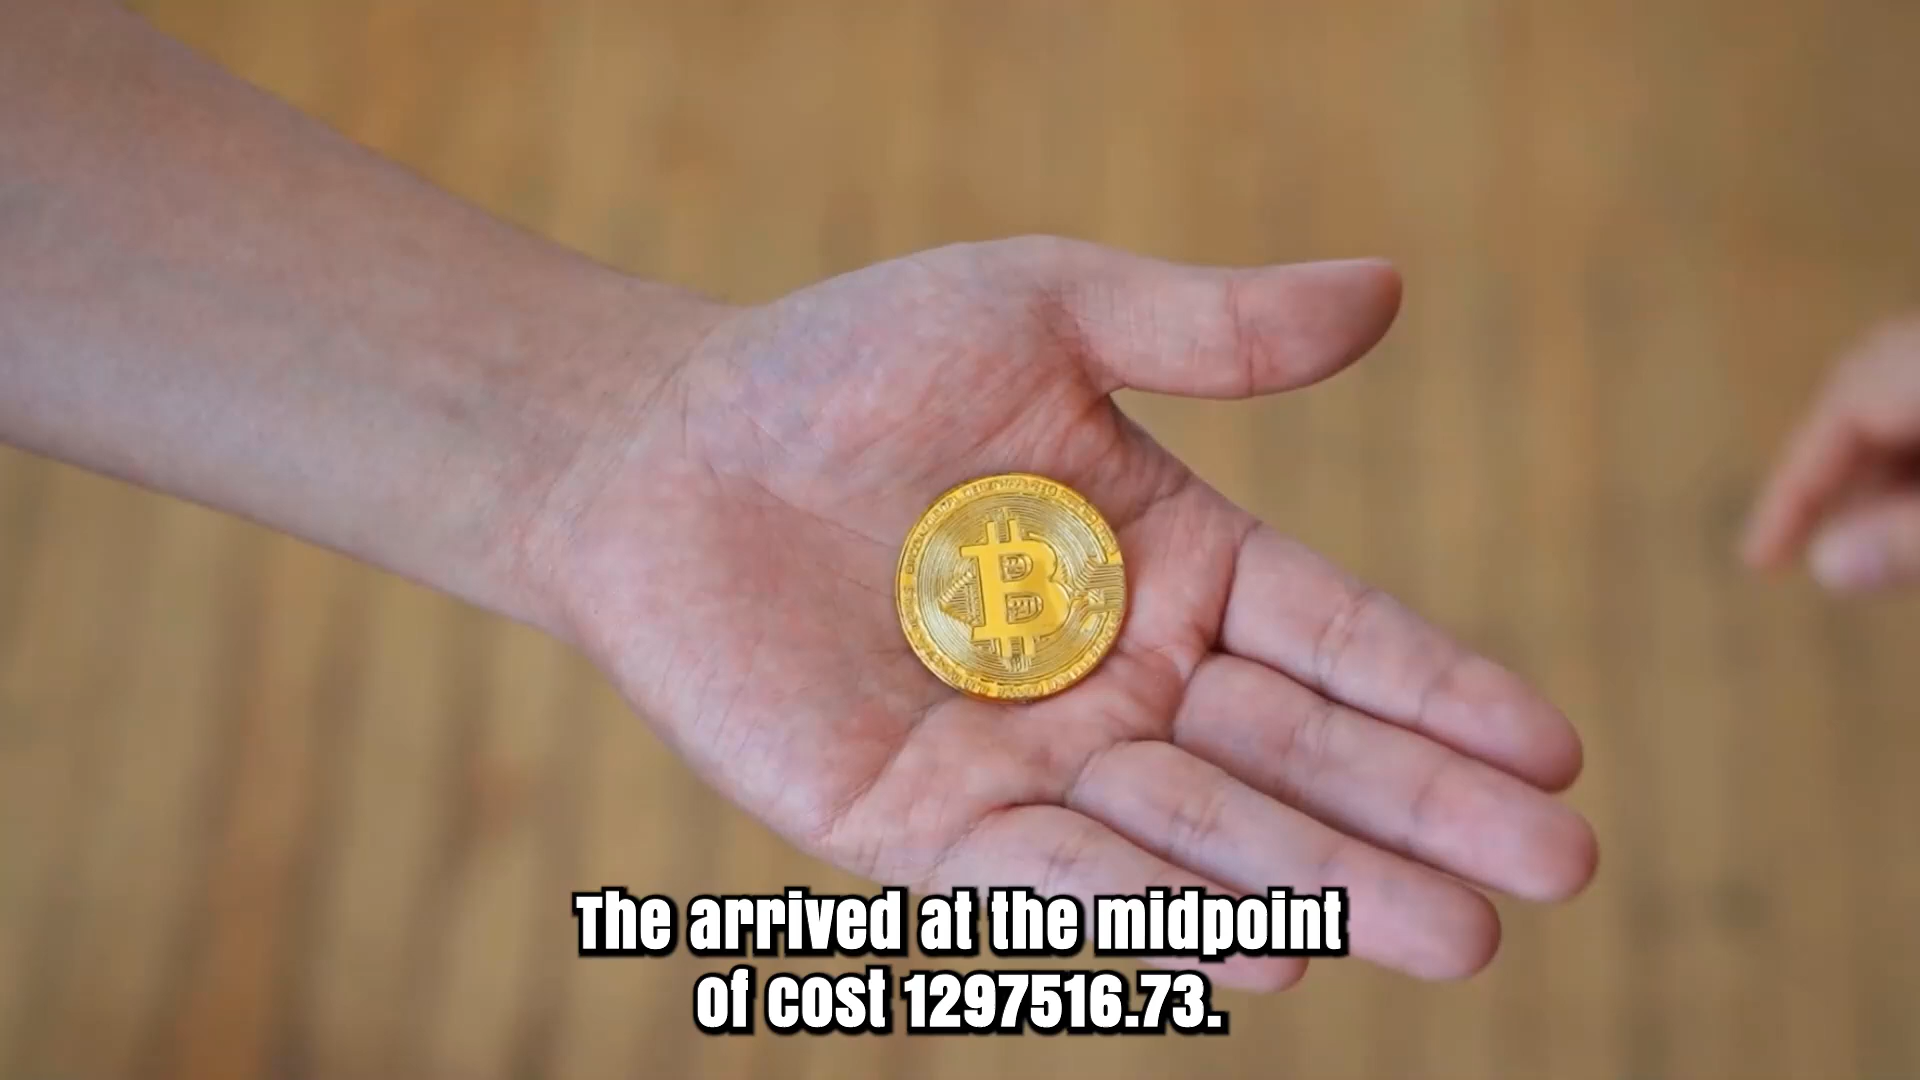 The arrived at the midpoint
of cost 1297516.73.